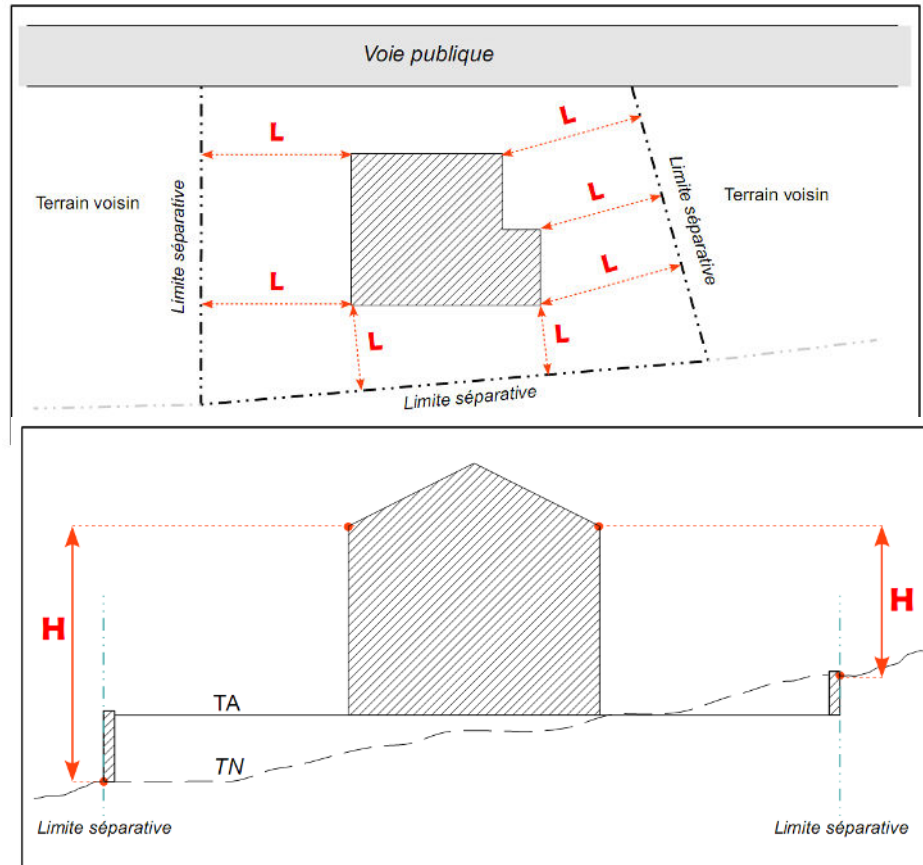 Voie publique
L
L
Terrain voisin
Limite séparative
Limite séparative
Terrain voisin
L
L
L
L
L
Limite séparative
H
H
TA
TN
Limite séparative
Limite séparative